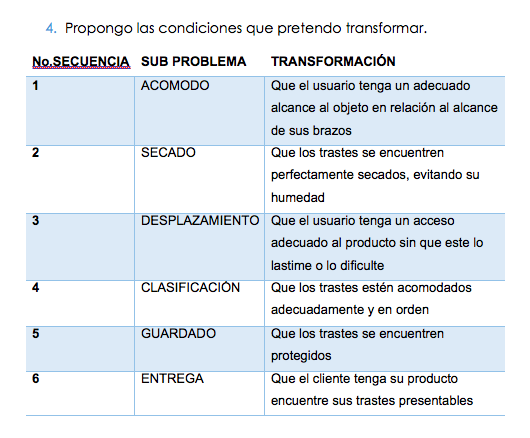 4. Propongo las condiciones que pretendo transformar.
No.SECUENCIA SUB PROBLEMA TRANSFORMACIÓN
1 ACOMODO Que el usuario tenga un adecuado
alcance al objeto en relación al alcance
de sus brazos
2 SECADO Que los trastes se encuentren
perfectamente secados, evitando su
humedad
3 DESPLAZAMIENTO Que el usuario tenga un acceso
adecuado al producto sin que este lo
lastime o lo dificulte
4 CLASIFICACIÓN Que los trastes estén acomodados
adecuadamente y en orden
5 GUARDADO Que los trastes se encuentren
protegidos
6 ENTREGA Que el cliente tenga su producto
encuentre sus trastes presentables